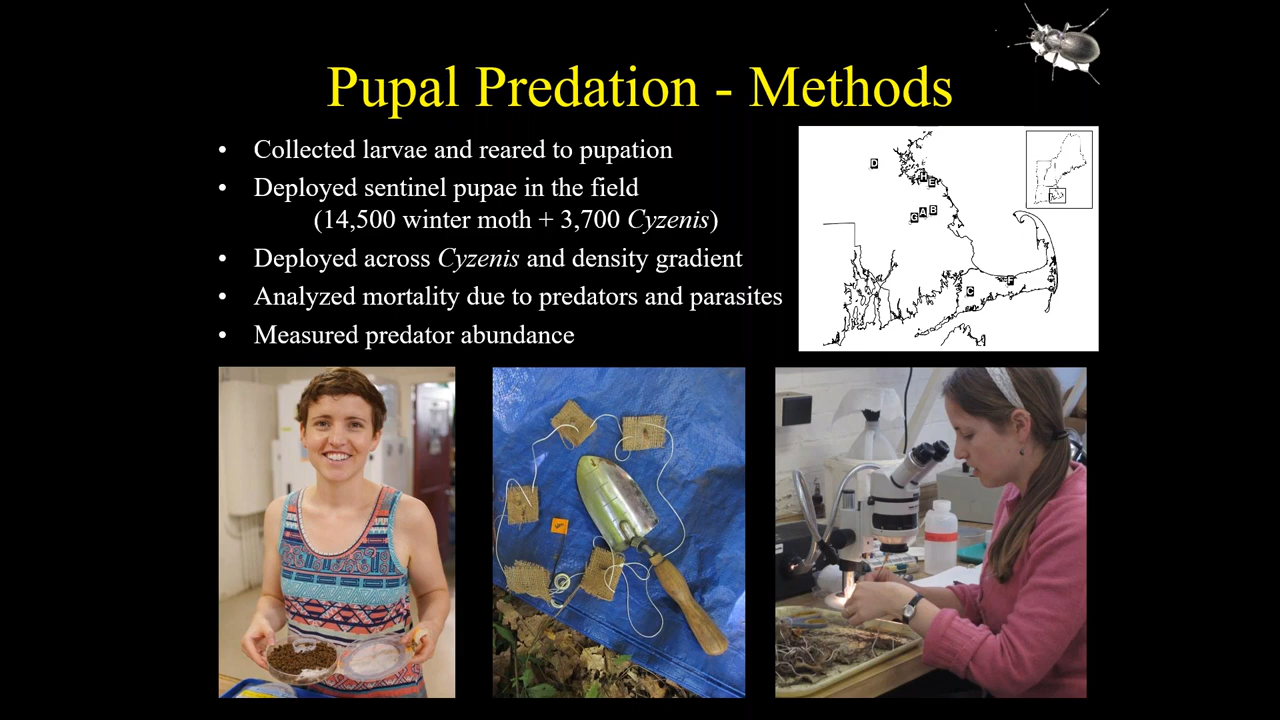 Pupal Predation - Methods
• Collected larvae and reared to pupation
• Deployed sentinel pupae in the field
(14,500 winter moth + 3,700 Cyzenis)
• Deployed across Cyzenis and density gradient
• Analyzed mortality due to predators and parasites
• Measured predator abundance
D
H
E
G A B
F
C